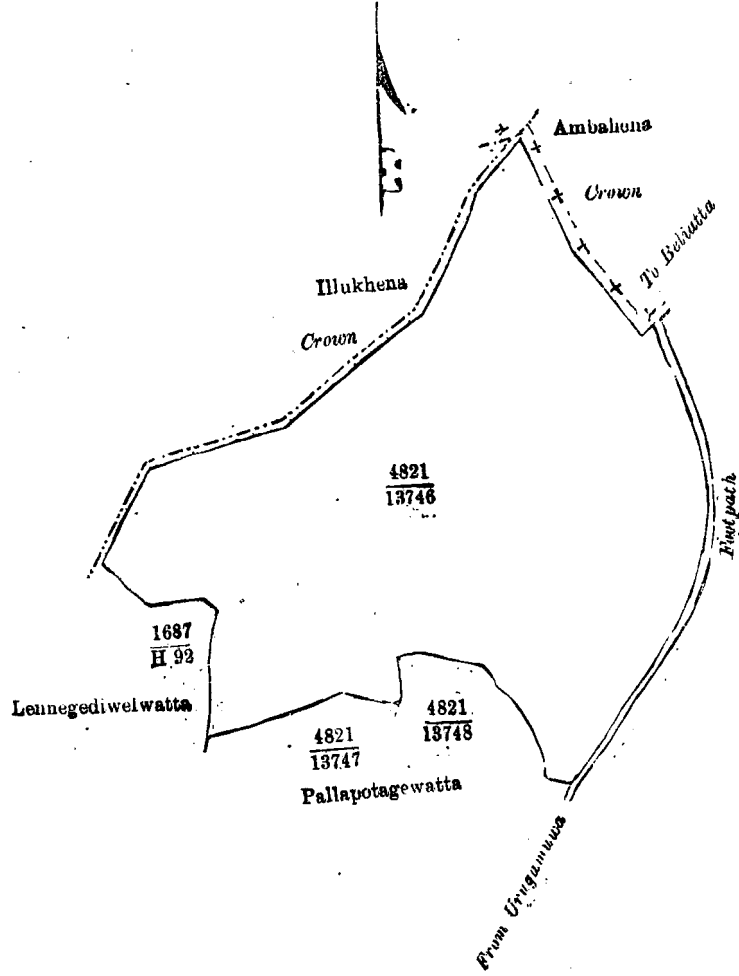 Ambahena
Crown
To Beliatta
Illukhena
Crown
4821
13746
Footpath
1687
H 92
Lennegediwelwatta
4821
13748
4821
13747
Pallapotagewatta
From Urugamuwa